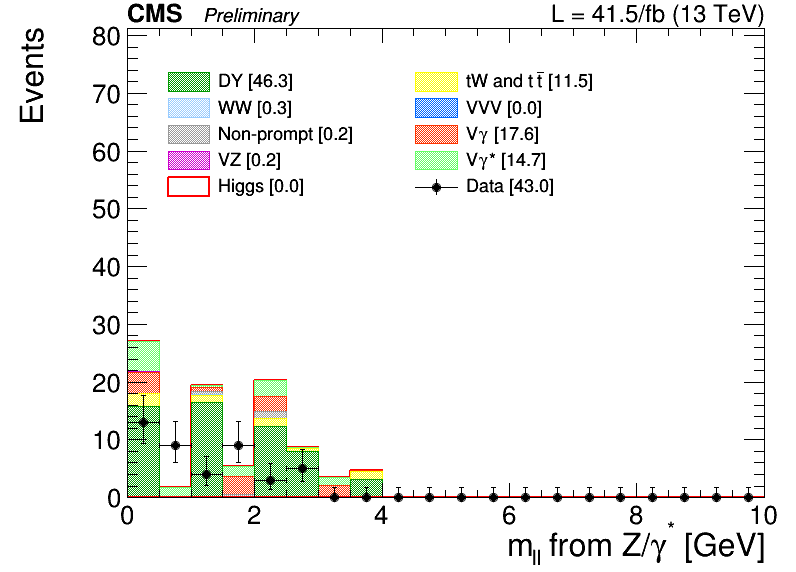 CMS Preliminary L = 41.5/fb (13 TeV)
Events
80
70
60
50
40
30
20
10
0
DY [46.3]
WW [0.3]
Non-prompt [0.2]
VZ [0.2]
Higgs [0.0]
tW and tt̄ [11.5]
VVV [0.0]
Vγ [17.6]
Vγ* [14.7]
Data [43.0]
0 2 4 6 8 10
m_ll from Z/γ* [GeV]